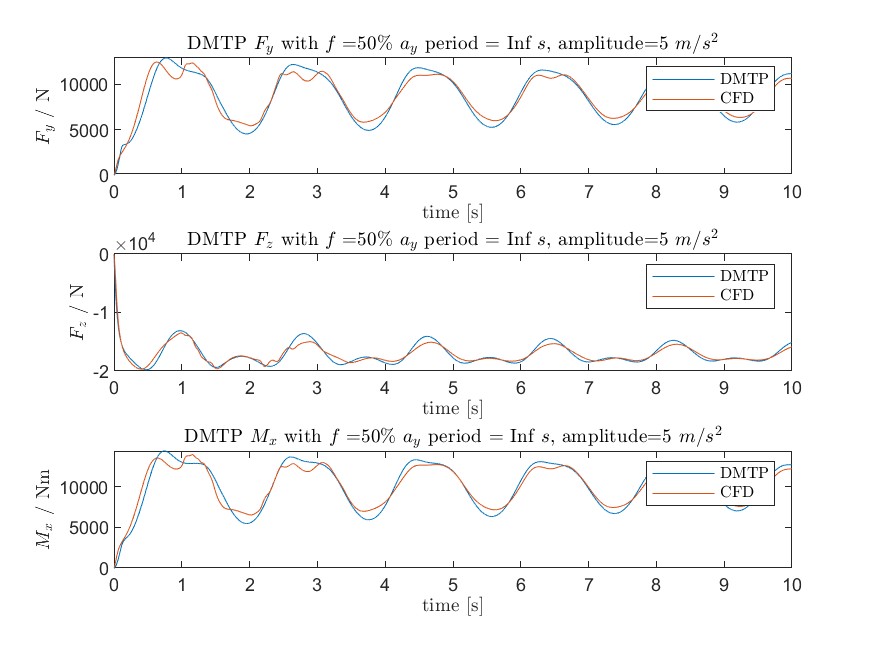 DMTP F_y with f =50% a_y period = Inf s, amplitude=5 m/s^2
10000
5000
0
F_y / N
DMTP
CFD
0 1 2 3 4 5 6 7 8 9 10
time [s]
DMTP F_z with f =50% a_y period = Inf s, amplitude=5 m/s^2
×10^4
0
-1
-2
F_z / N
DMTP
CFD
0 1 2 3 4 5 6 7 8 9 10
time [s]
DMTP M_x with f =50% a_y period = Inf s, amplitude=5 m/s^2
10000
5000
0
M_x / Nm
DMTP
CFD
0 1 2 3 4 5 6 7 8 9 10
time [s]